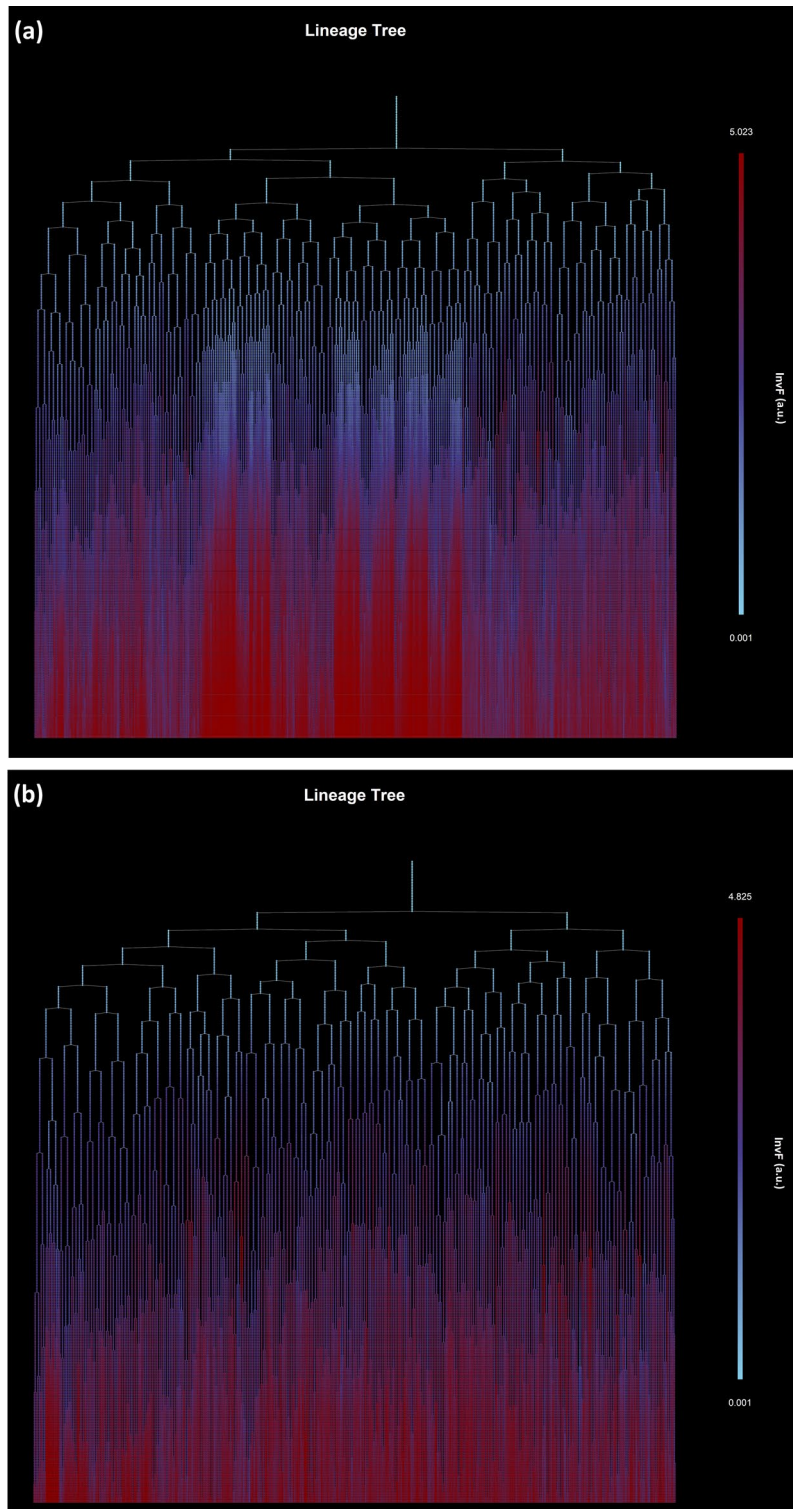 (a)
Lineage Tree
5.023
InvF (a.u.)
0.001
(b)
Lineage Tree
4.825
InvF (a.u.)
0.001